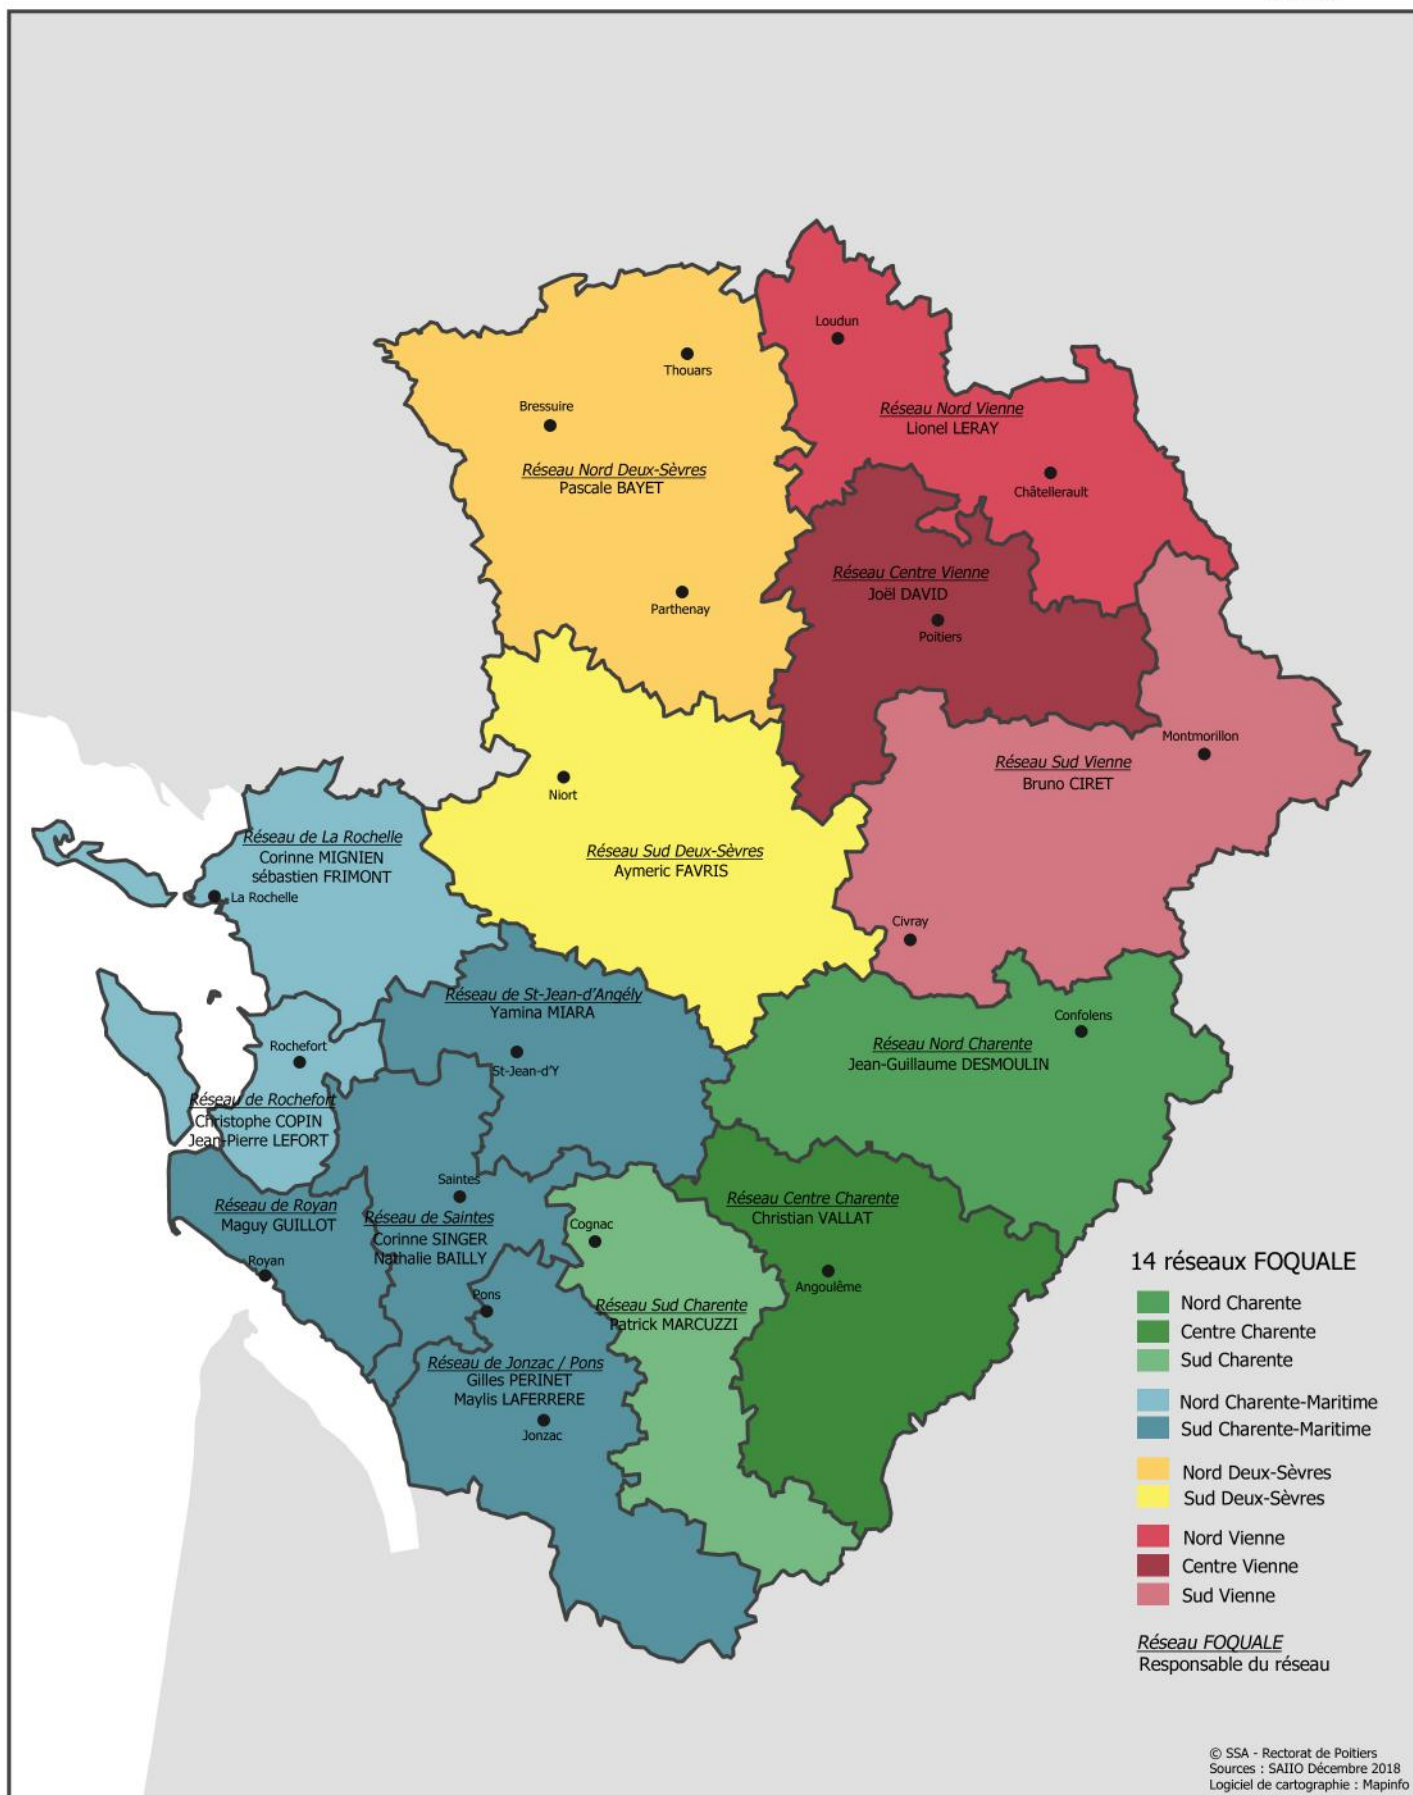 Loudun
Thouars
Bressuire
Réseau Nord Vienne
Lionel LERAY
Réseau Nord Deux-Sèvres
Pascale BAYET
Châtellerault
Réseau Centre Vienne
Joël DAVID
Parthenay
Poitiers
Montmorillon
Réseau Sud Vienne
Bruno CIRET
Niort
Réseau de La Rochelle
Corinne MIGNIEN
sébastien FRIMONT
La Rochelle
Réseau Sud Deux-Sèvres
Aymeric FAVRIS
Civray
Réseau de St-Jean-d'Angély
Yamina MIARA
St-Jean-d'Y
Confolens
Réseau Nord Charente
Jean-Guillaume DESMOULIN
Rochefort
Réseau de Rochefort
Christophe COPIN
Jean-Pierre LEFORT
Saintes
Réseau de Royan
Maguy GUILLOT
Royan
Réseau de Saintes
Corinne SINGER
Nathalie BAILLY
Cognac
Réseau Centre Charente
Christian VALLAT
Angoulême
Pons
Réseau Sud Charente
Patrick MARCUZZI
Réseau de Jonzac / Pons
Gilles PERINET
Maylis LAFERRERE
Jonzac
14 réseaux FOQUALE
Nord Charente
Centre Charente
Sud Charente
Nord Charente-Maritime
Sud Charente-Maritime
Nord Deux-Sèvres
Sud Deux-Sèvres
Nord Vienne
Centre Vienne
Sud Vienne
Réseau FOQUALE
Responsable du réseau
© SSA - Rectorat de Poitiers
Sources : SAIIO Décembre 2018
Logiciel de cartographie : Mapinfo